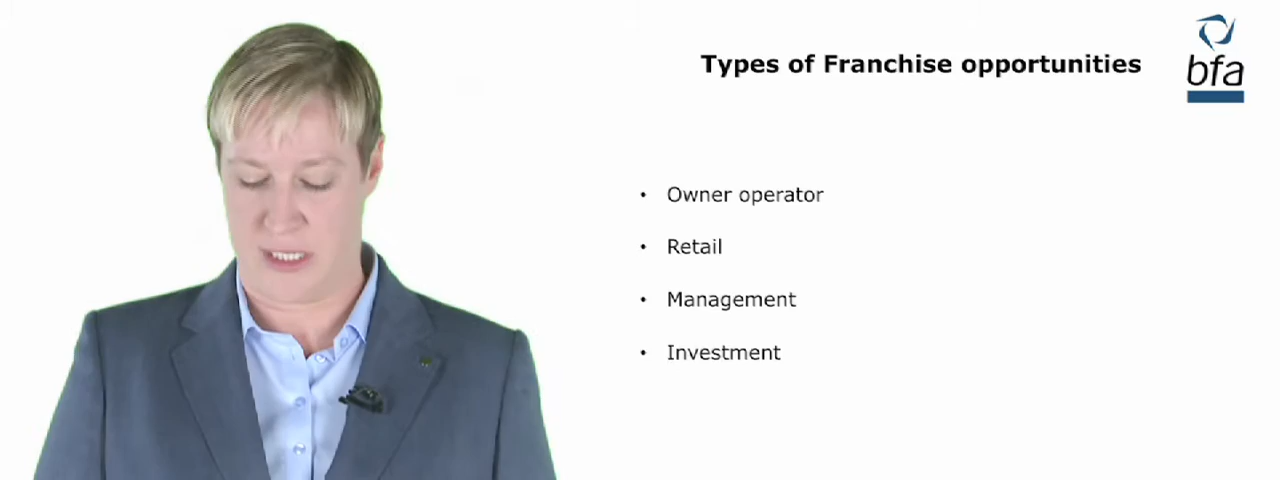 Types of Franchise opportunities
bfa
• Owner operator
• Retail
• Management
• Investment